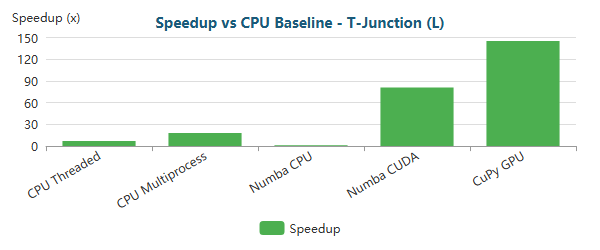 Speedup (x)
Speedup vs CPU Baseline - T-Junction (L)
150
120
90
60
30
0
CPU Threaded
CPU Multiprocess
Numba CPU
Numba CUDA
CuPy GPU
Speedup